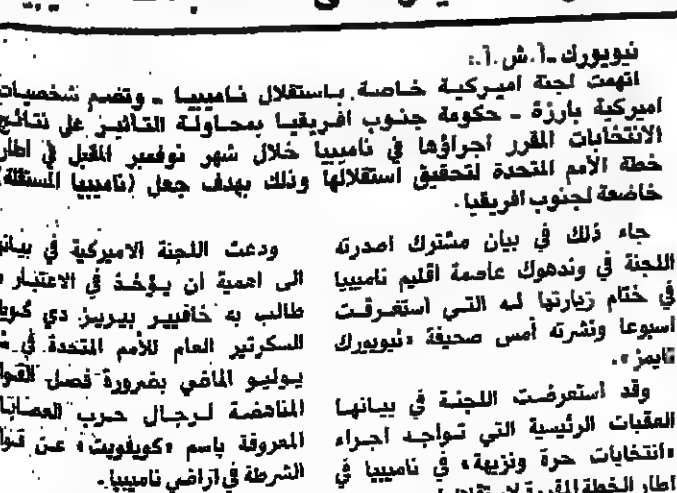 نيويورك ـ أ . ش . أ . :
اتهمت لجنة اميركية خاصة باستقلال ناميبيا ـ وتضم شخصيات
اميركية بارزة ـ حكومة جنوب افريقيا بمحاولة التأثير على نتائج
الانتخابات المقرر اجراؤها في ناميبيا خلال شهر نوفمبر المقبل في اطار
خطة الأمم المتحدة لتحقيق استقلالها وذلك بهدف جعل (ناميبيا المستقلة)
خاضعة لجنوب افريقيا .
جاء ذلك في بيان مشترك اصدرته
اللجنة في وندهوك عاصمة اقليم ناميبيا
في ختام زيارتها له التي استغرقت
اسبوعا ونشرته أمس صحيفة «نيويورك
تايمز» .
وقد استعرضت اللجنة في بيانها
العقبات الرئيسية التي تواجه اجراء
«انتخابات حرة ونزيهة» في ناميبيا في
اطار الخطة المقررة
ودعت اللجنة الاميركية في بيانها
الى اهمية ان يؤخذ في الاعتبار
طالب به خافيير بيريز دي كويلار
السكرتير العام للأمم المتحدة في
يوليو الماضي بضرورة فصل
المناهضة لرجال حرب العصابات
المعروفة باسم «كويفويت» عن
الشرطة في اراضي ناميبيا .